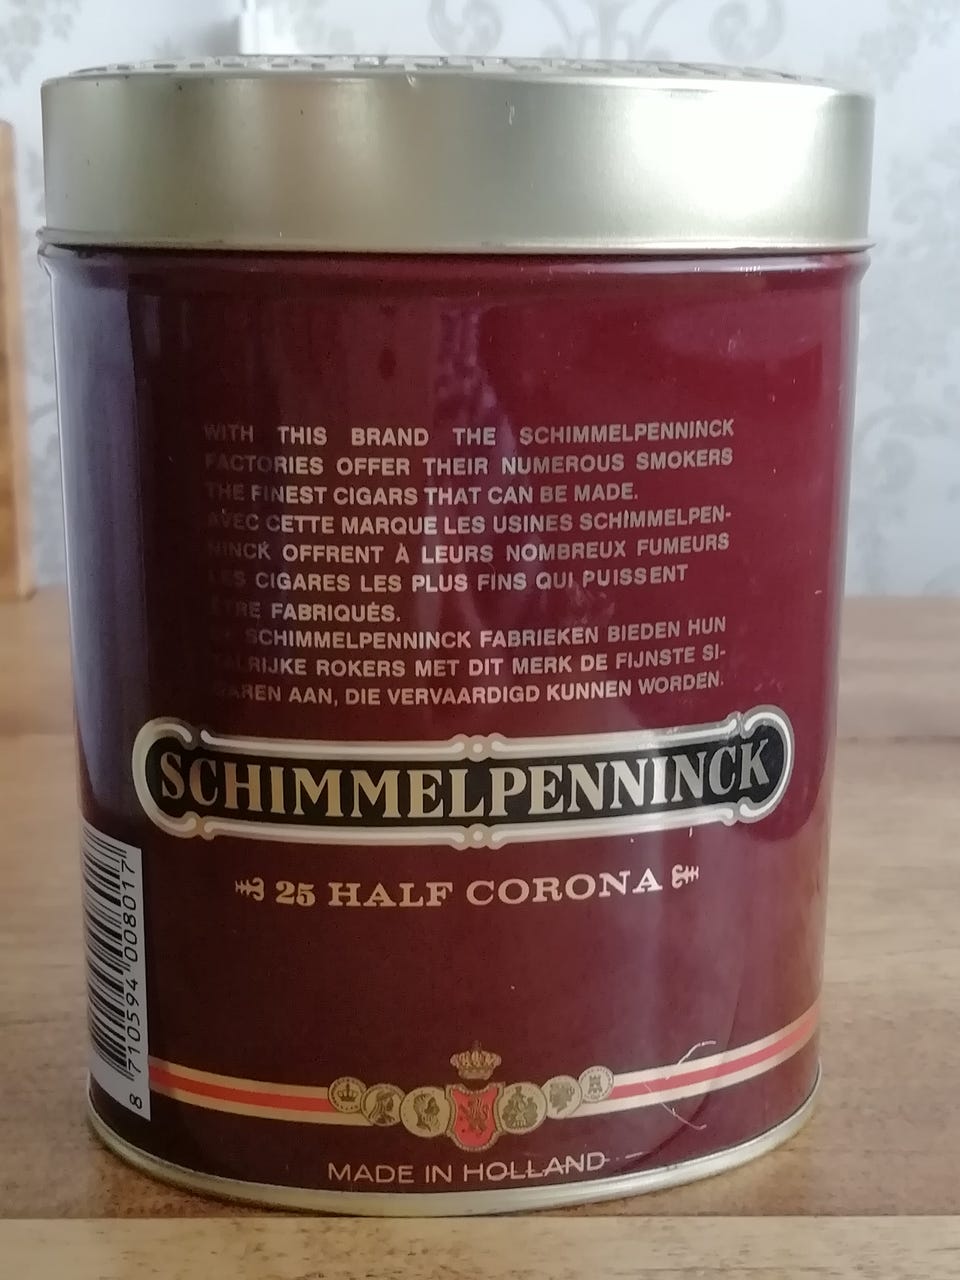 WITH THIS BRAND THE SCHIMMELPENNINCK
FACTORIES OFFER THEIR NUMEROUS SMOKERS
THE FINEST CIGARS THAT CAN BE MADE.
AVEC CETTE MARQUE LES USINES SCHIMMELPEN-
NINCK OFFRENT À LEURS NOMBREUX FUMEURS
LES CIGARES LES PLUS FINS QUI PUISSENT
ÊTRE FABRIQUÉS.
SCHIMMELPENNINCK FABRIEKEN BIEDEN HUN
TALRIJKE ROKERS MET DIT MERK DE FIJNSTE SI-
GAREN AAN, DIE VERVAARDIGD KUNNEN WORDEN.
SCHIMMELPENNINCK
25 HALF CORONA
8 710594 008017
MADE IN HOLLAND